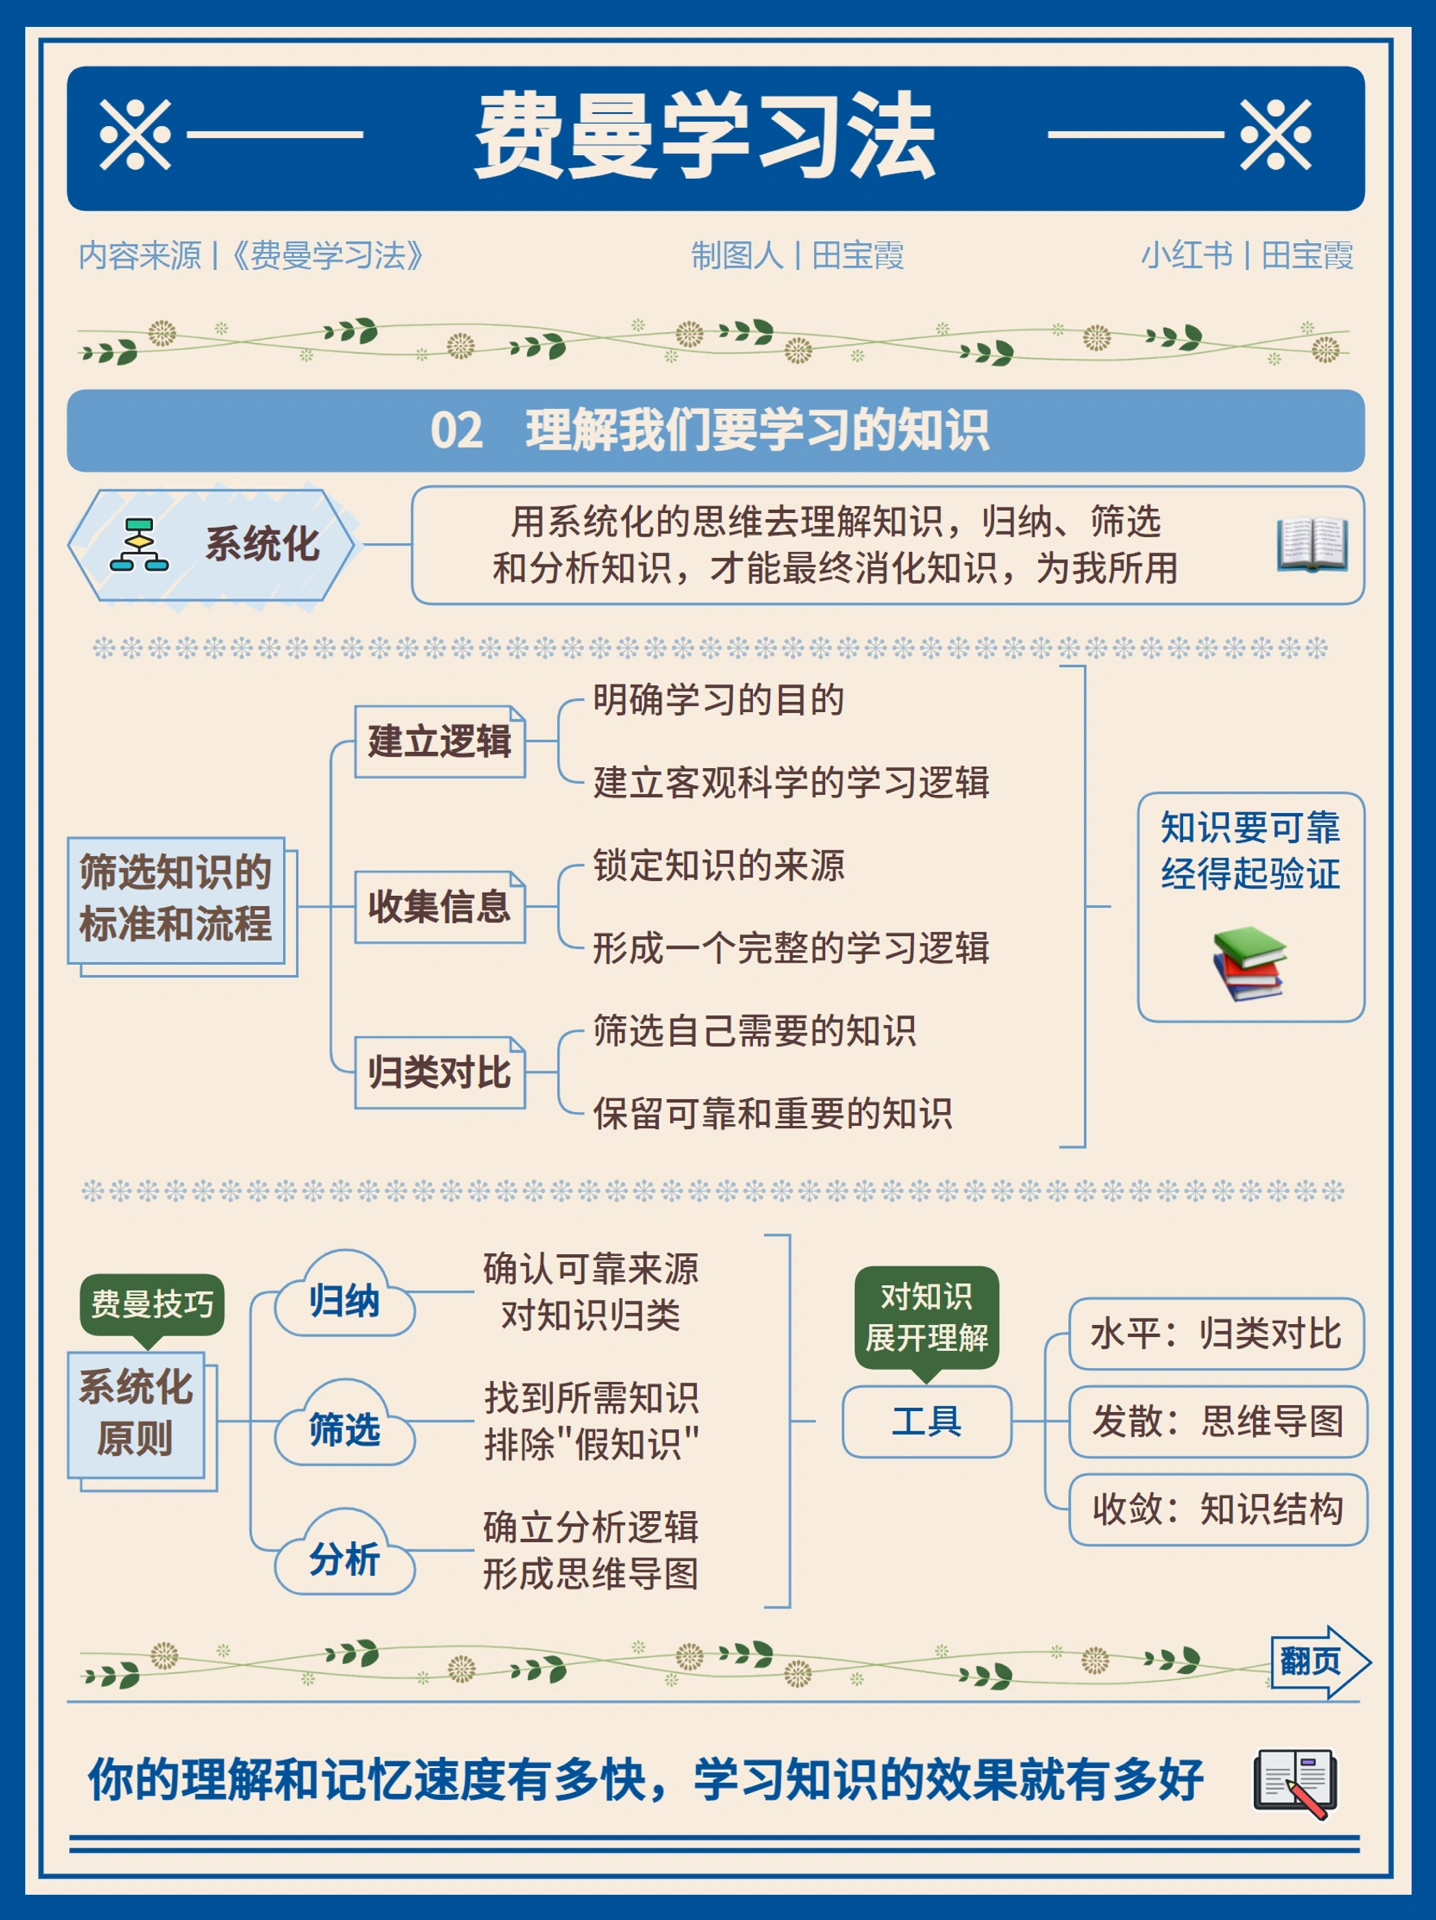 ※——— 费曼学习法 ———※
内容来源 | 《费曼学习法》
制图人 | 田宝霞
小红书 | 田宝霞
02 理解我们要学习的知识
系统化
用系统化的思维去理解知识，归纳、筛选
和分析知识，才能最终消化知识，为我所用
筛选知识的
标准和流程
建立逻辑
明确学习的目的
建立客观科学的学习逻辑
收集信息
锁定知识的来源
形成一个完整的学习逻辑
归类对比
筛选自己需要的知识
保留可靠和重要的知识
知识要可靠
经得起验证
费曼技巧
系统化
原则
归纳
确认可靠来源
对知识归类
筛选
找到所需知识
排除"假知识"
分析
确立分析逻辑
形成思维导图
对知识
展开理解
工具
水平：归类对比
发散：思维导图
收敛：知识结构
翻页
你的理解和记忆速度有多快，学习知识的效果就有多好